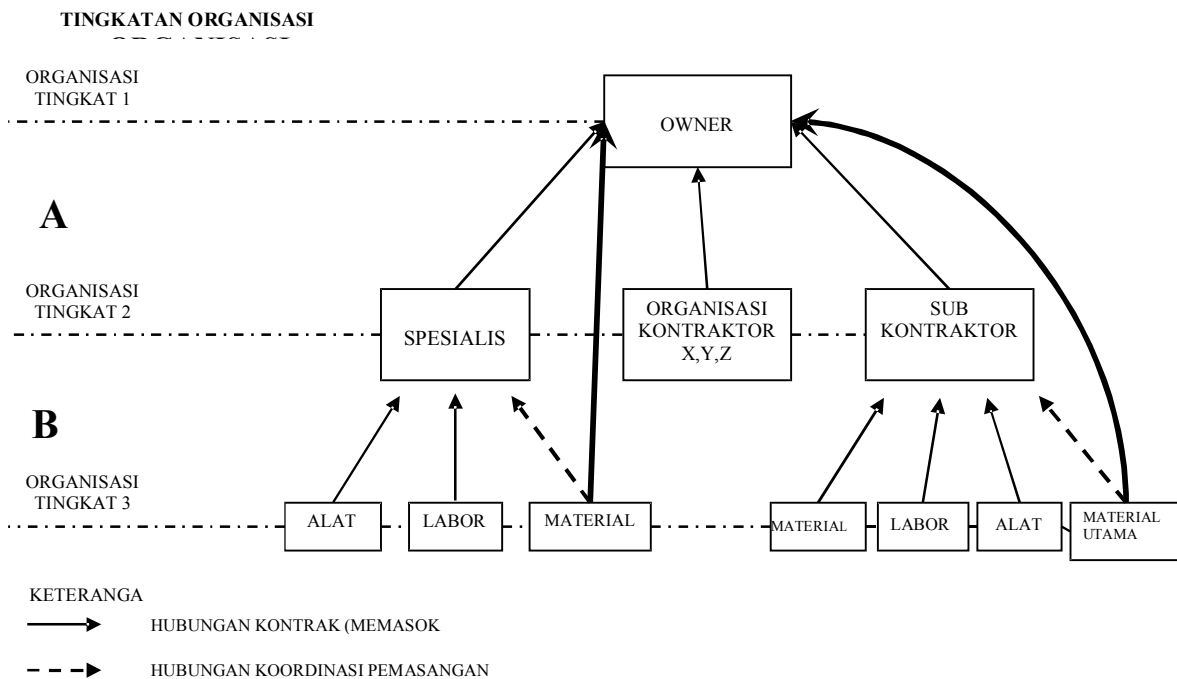 TINGKATAN ORGANISASI
ORGANISASI
ORGANISASI
TINGKAT 1
OWNER
A
ORGANISASI
TINGKAT 2
SPESIALIS
ORGANISASI
KONTRAKTOR
X,Y,Z
SUB
KONTRAKTOR
B
ORGANISASI
TINGKAT 3
ALAT
LABOR
MATERIAL
MATERIAL
LABOR
ALAT
MATERIAL
UTAMA
KETERANGA
HUBUNGAN KONTRAK (MEMASOK
HUBUNGAN KOORDINASI PEMASANGAN